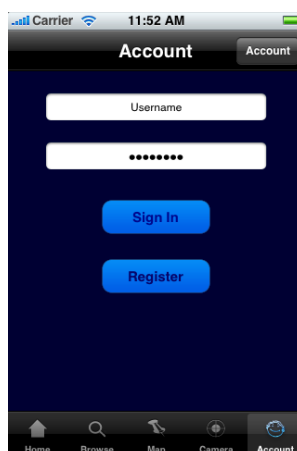 Carrier 11:52 AM
Account Account
Username
••••••••
Sign In
Register
Home Browse Map Camera Account